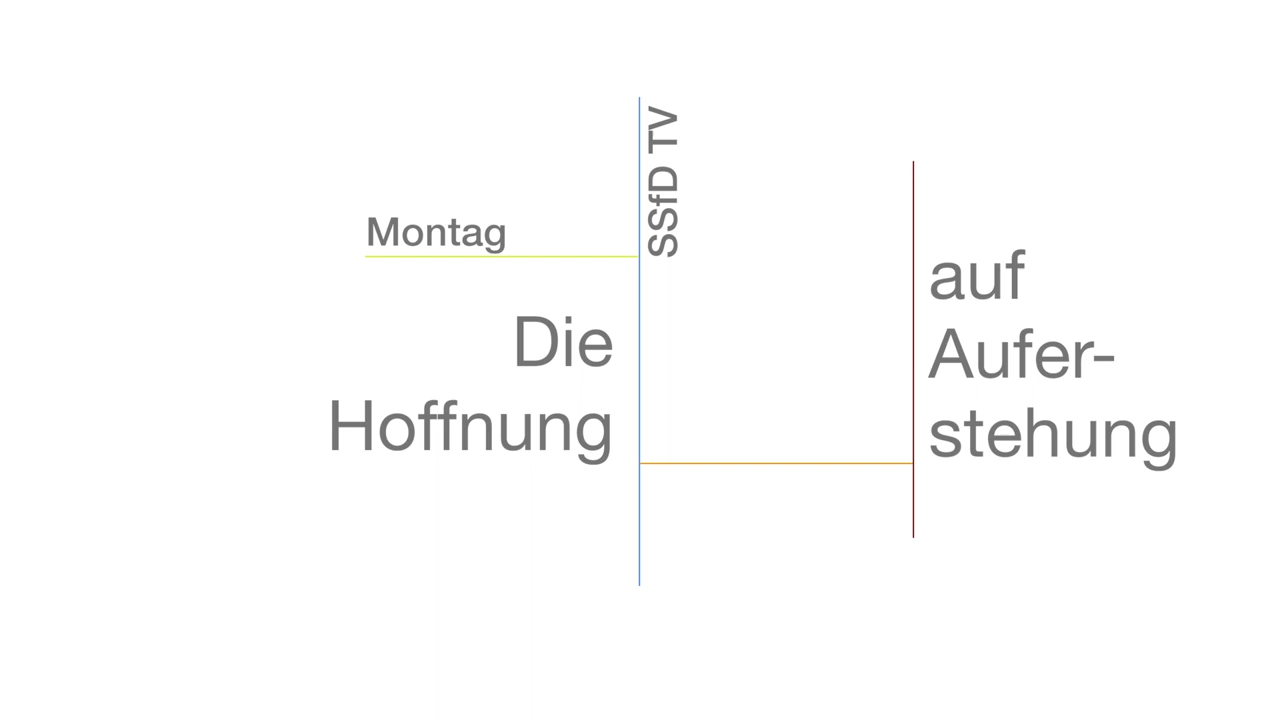 Montag
SSfD TV
Die
Hoffnung
auf
Aufer-
stehung